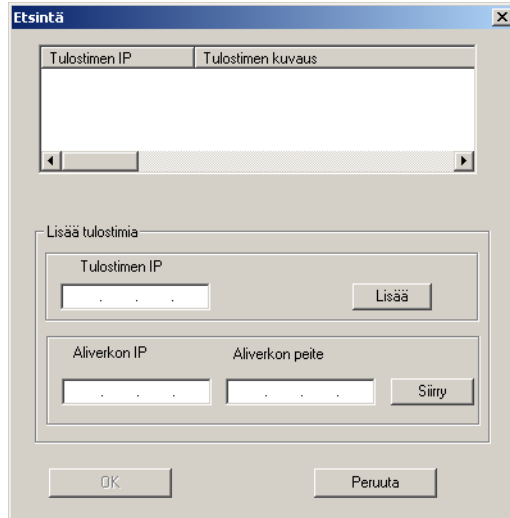 Etsintä
Tulostimen IP Tulostimen kuvaus
Lisää tulostimia
Tulostimen IP
. . . Lisää
Aliverkon IP Aliverkon peite
. . . . . . Siirry
OK Peruuta